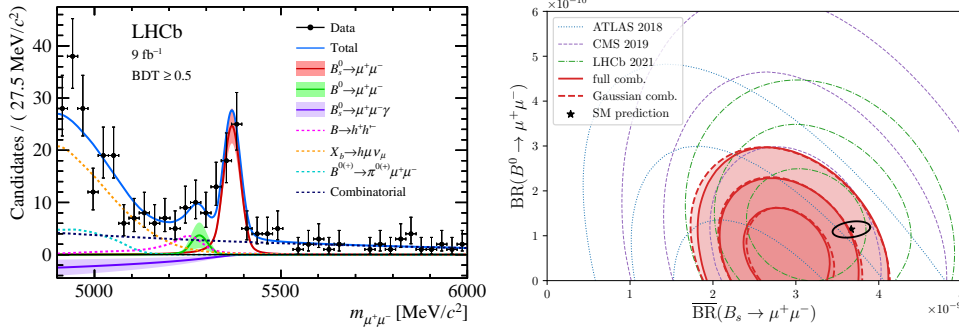 LHCb
9 fb⁻¹
BDT ≥ 0.5
Data
Total
B_s⁰→μ⁺μ⁻
B⁰→μ⁺μ⁻
B_s⁰→μ⁺μ⁻γ
B→h⁺h⁻
X_b→hμν_μ
B⁰⁽⁺⁾→π⁰⁽⁺⁾μ⁺μ⁻
Combinatorial
Candidates / ( 27.5 MeV/c² )
40
30
20
10
0
5000 5500 6000
m_μ⁺μ⁻ [MeV/c²]
×10⁻¹⁰
ATLAS 2018
CMS 2019
LHCb 2021
full comb.
Gaussian comb.
SM prediction
BR(B⁰ → μ⁺μ⁻)
6
5
4
3
2
1
0
0 1 2 3 4
×10⁻⁹
B̅R̅(B_s → μ⁺μ⁻)